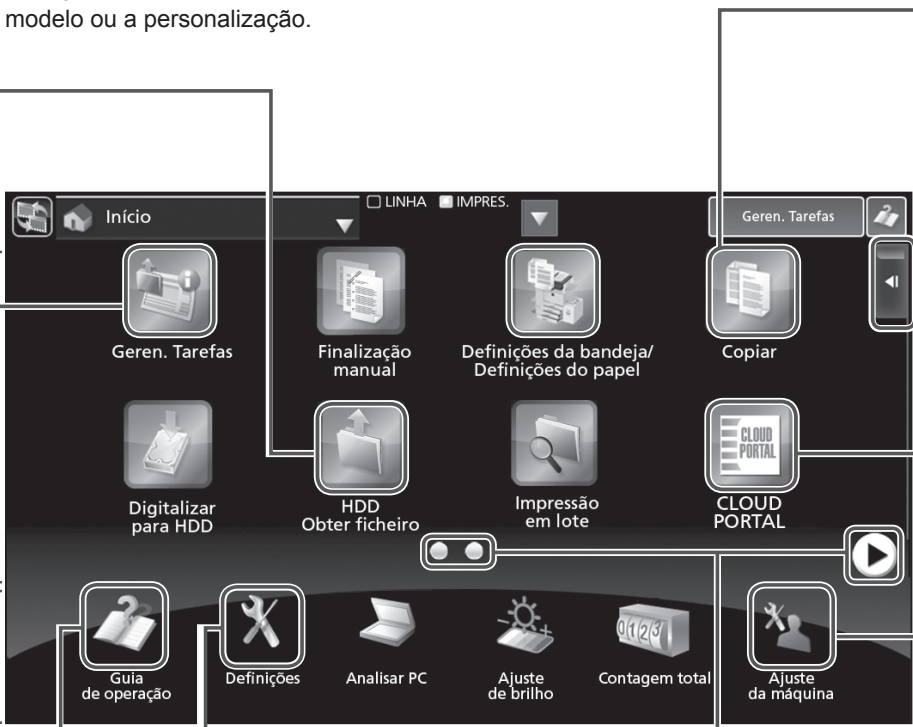 modelo ou a personalização.
Início
LINHA
IMPRES.
Geren. Tarefas
Geren. Tarefas
Finalização
manual
Definições da bandeja/
Definições do papel
Copiar
Digitalizar
para HDD
HDD
Obter ficheiro
Impressão
em lote
CLOUD
PORTAL
CLOUD
PORTAL
Guia
de operação
Definições
Analisar PC
Ajuste
de brilho
0123
Contagem total
Ajuste
da máquina